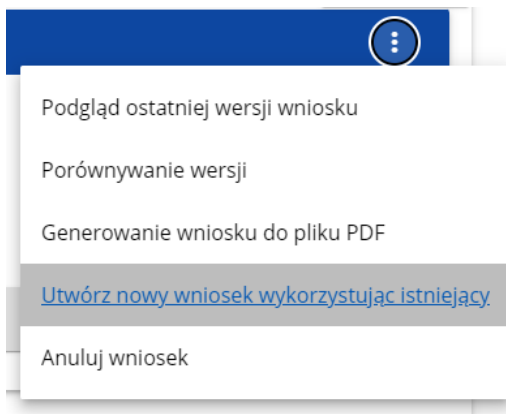 Podgląd ostatniej wersji wniosku
Porównywanie wersji
Generowanie wniosku do pliku PDF
Utwórz nowy wniosek wykorzystując istniejący
Anuluj wniosek